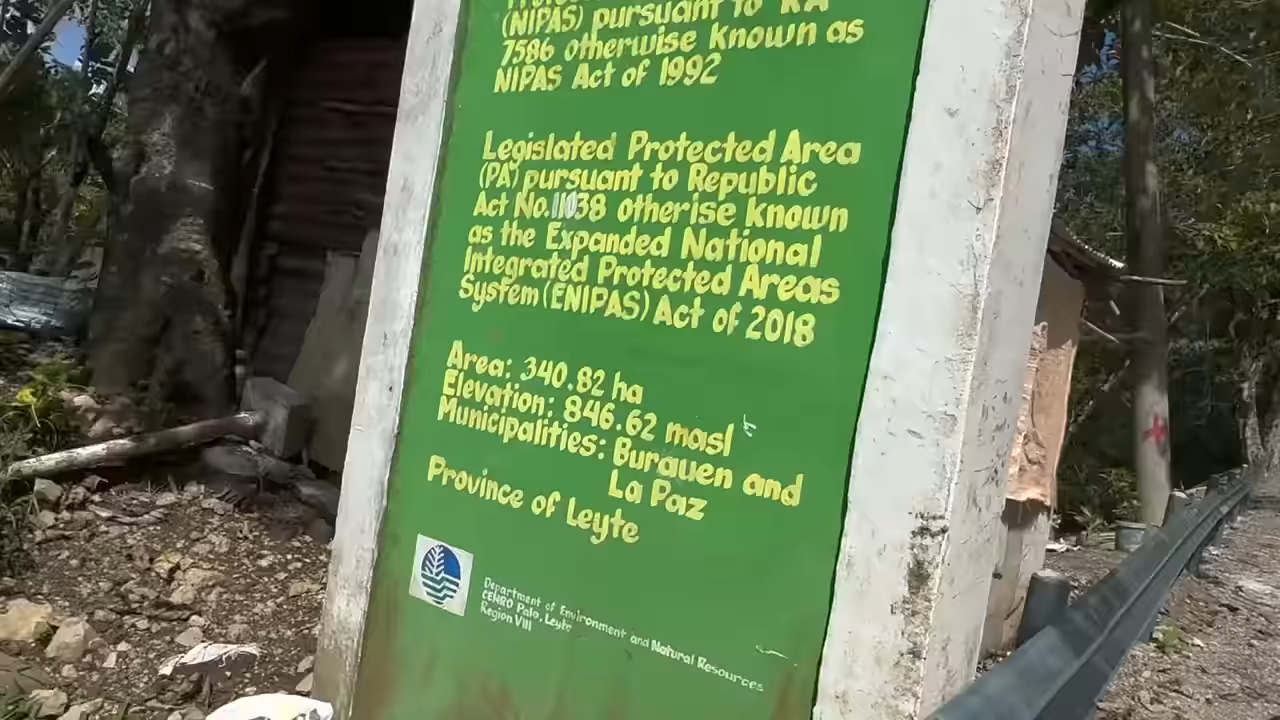 (NIPAS) pursuant to RA
7586 otherwise known as
NIPAS Act of 1992
Legislated Protected Area
(PA) pursuant to Republic
Act No.11038 otherise known
as the Expanded National
Integrated Protected Areas
System (ENIPAS) Act of 2018
Area: 340.82 ha
Elevation: 846.62 masl
Municipalities: Burauen and
La Paz
Province of Leyte
Department of Environment and Natural Resources
CENRO Palo, Leyte
Region VIII